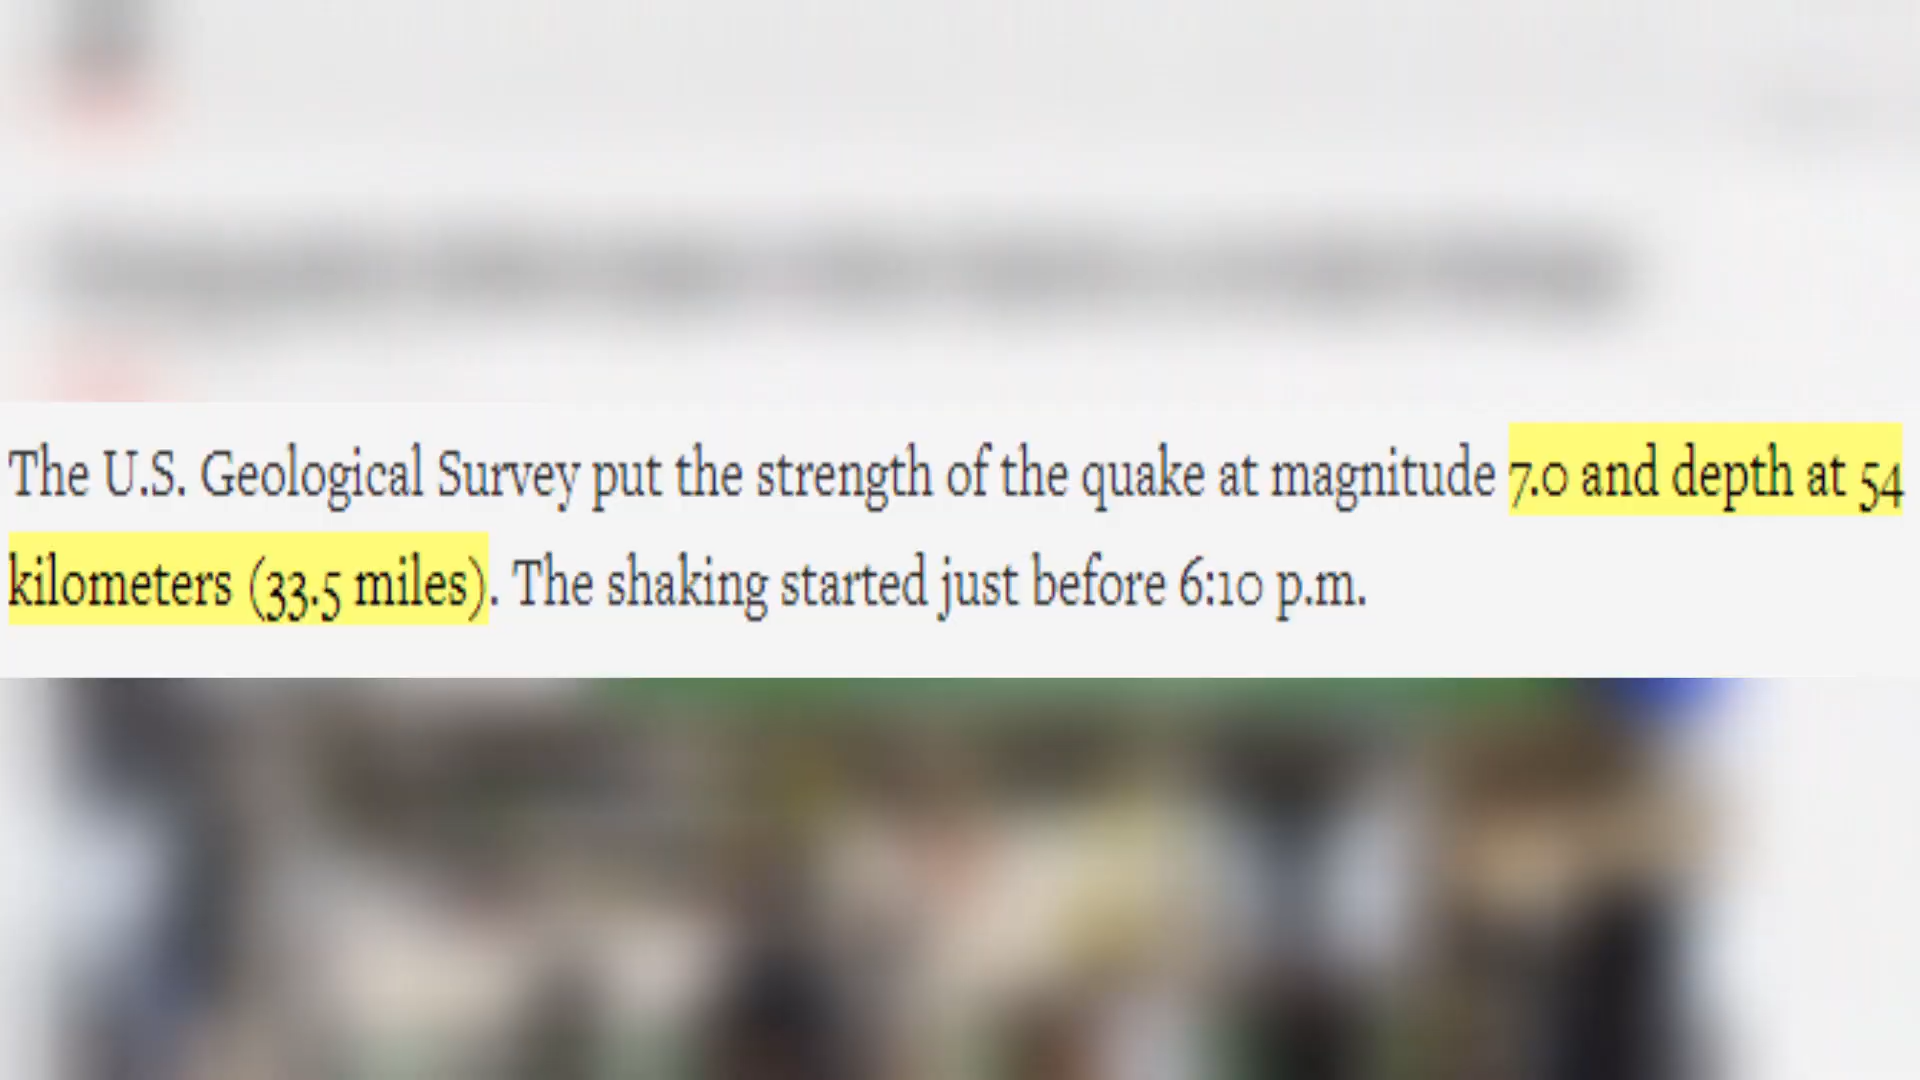 The U.S. Geological Survey put the strength of the quake at magnitude 7.0 and depth at 54
kilometers (33.5 miles). The shaking started just before 6:10 p.m.